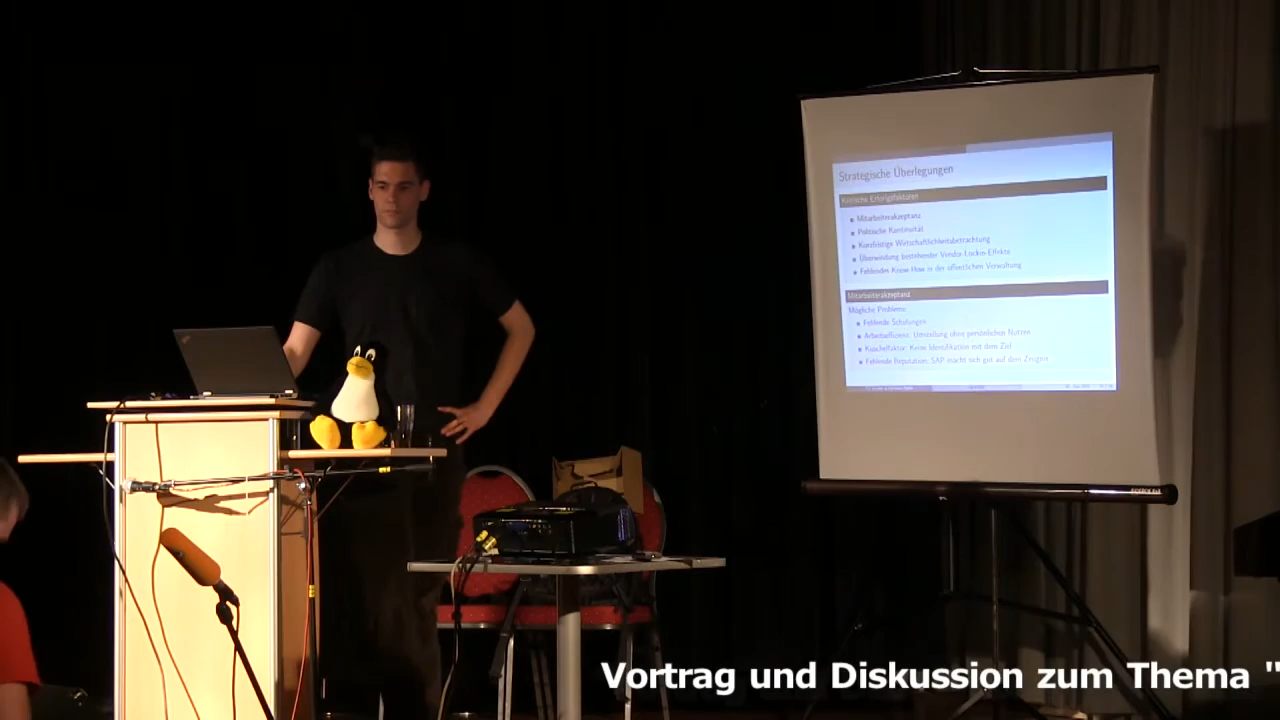 Strategische Überlegungen
Kritische Erfolgsfaktoren
Mitarbeiterakzeptanz
Politische Kontinuität
Kurzfristige Wirtschaftlichkeitsbetrachtung
Überwindung bestehender Vendor-Lockin-Effekte
Fehlendes Know-How in der öffentlichen Verwaltung
Mitarbeiterakzeptanz
Mögliche Probleme:
Fehlende Schulungen
Arbeitseffizienz: Umstellung ohne persönlichen Nutzen
Kuschelfaktor: Keine Identifikation mit dem Ziel
Fehlende Reputation: SAP macht sich gut auf dem Zeugnis
Vortrag und Diskussion zum Thema "